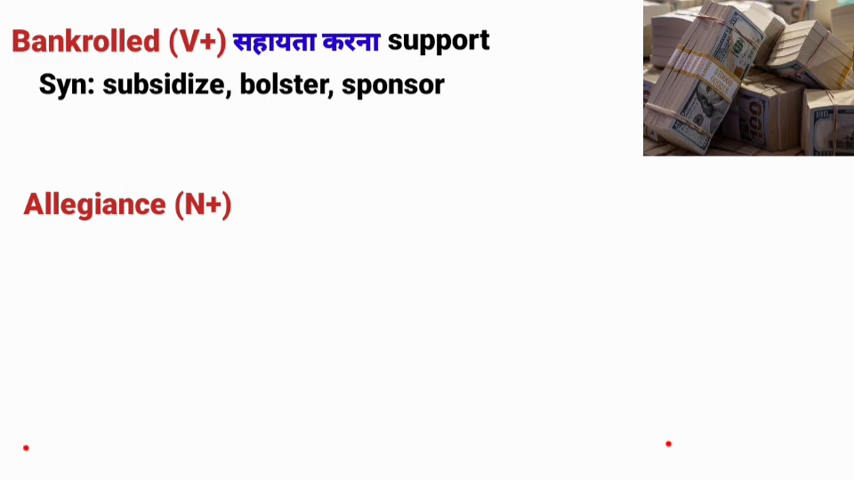 Bankrolled (V+) सहायता करना support
Syn: subsidize, bolster, sponsor
Allegiance (N+)